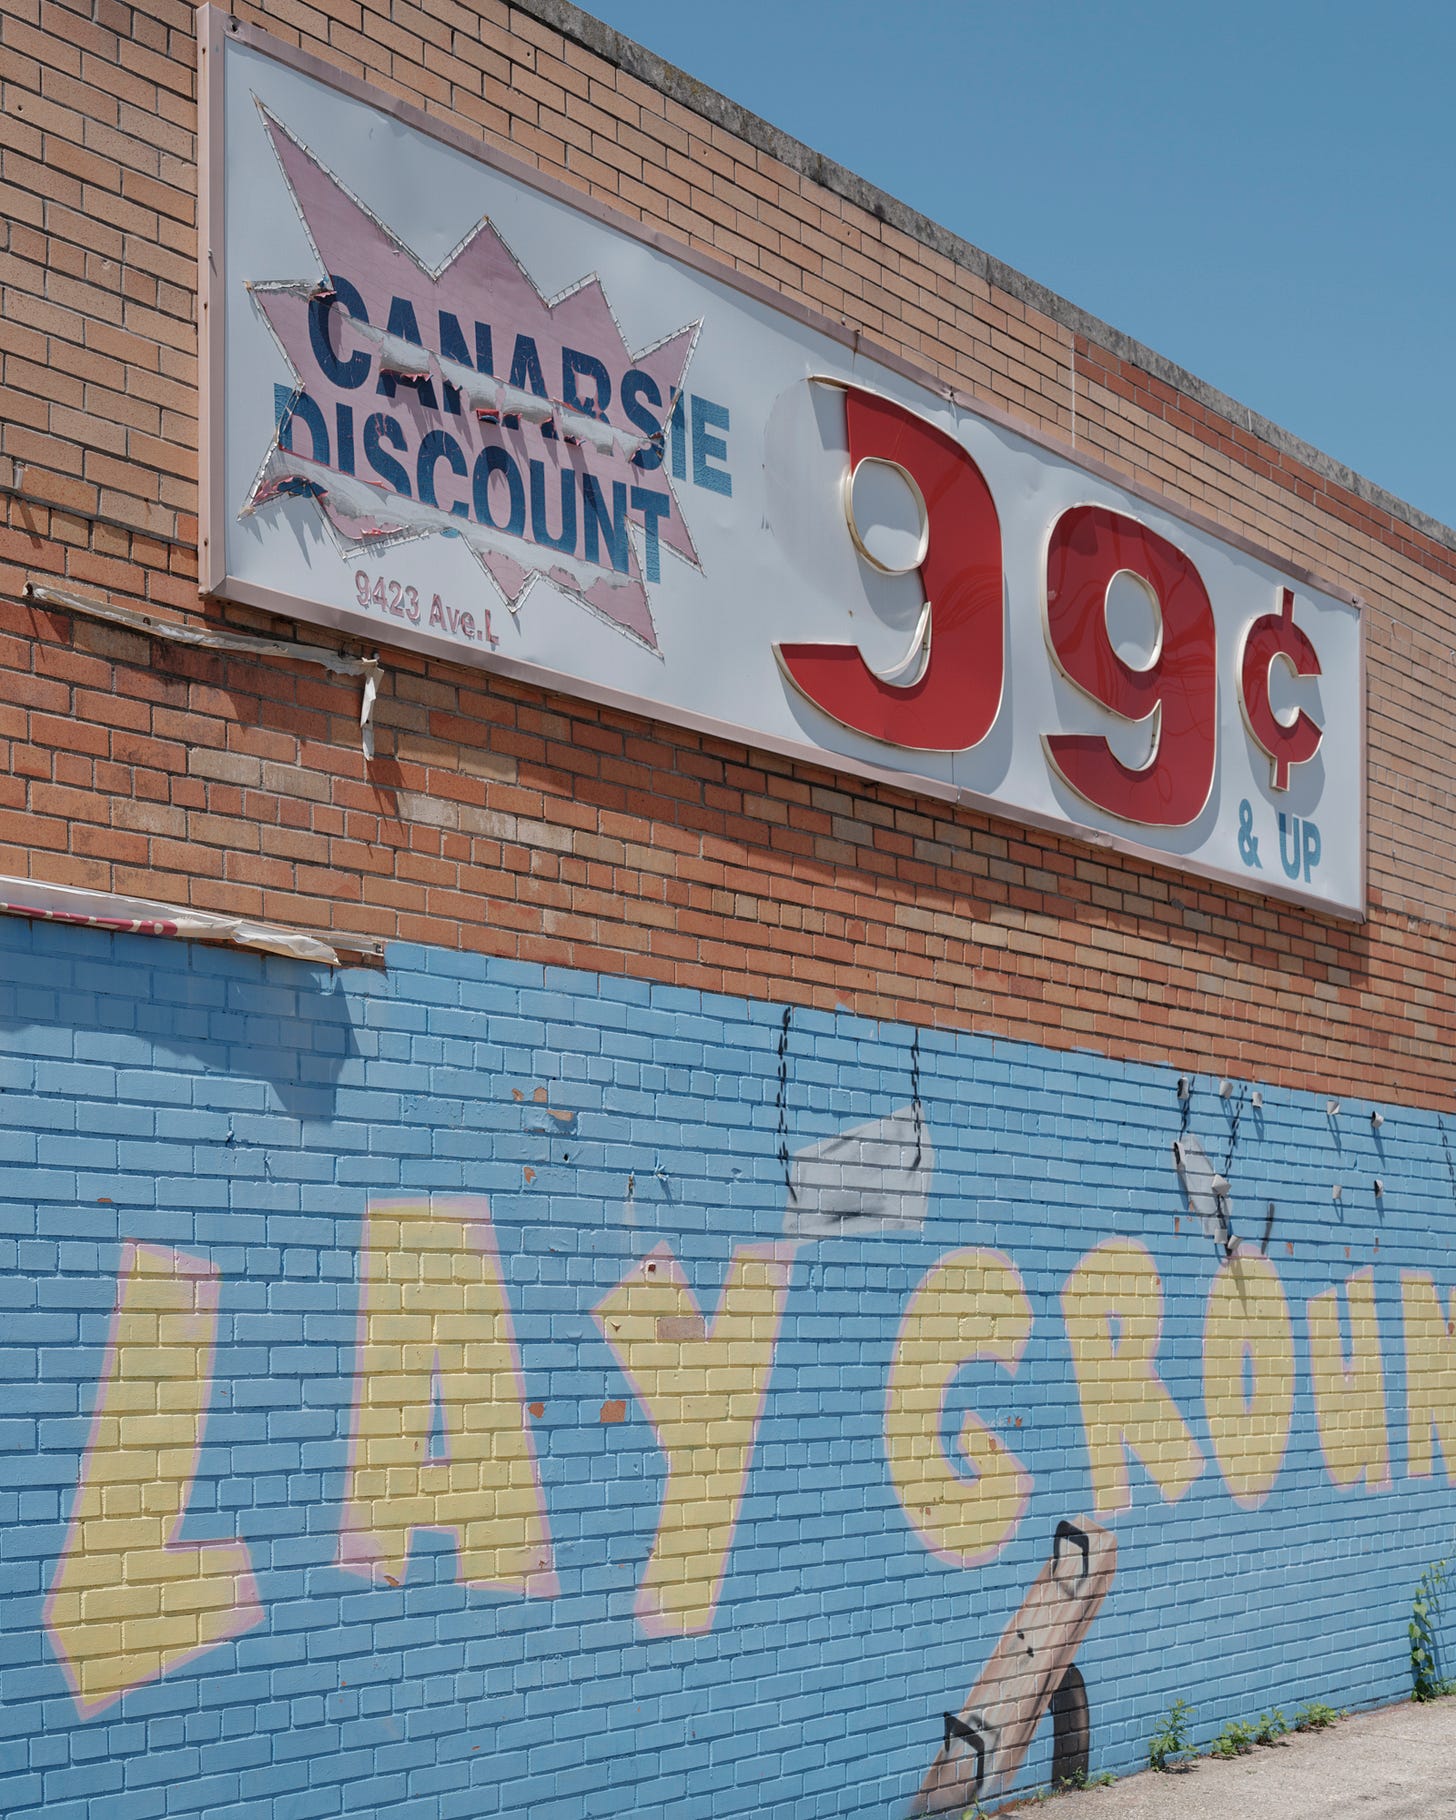 CANARSIE
DISCOUNT
9423 Ave.L
99¢
& UP
LAY GROUN